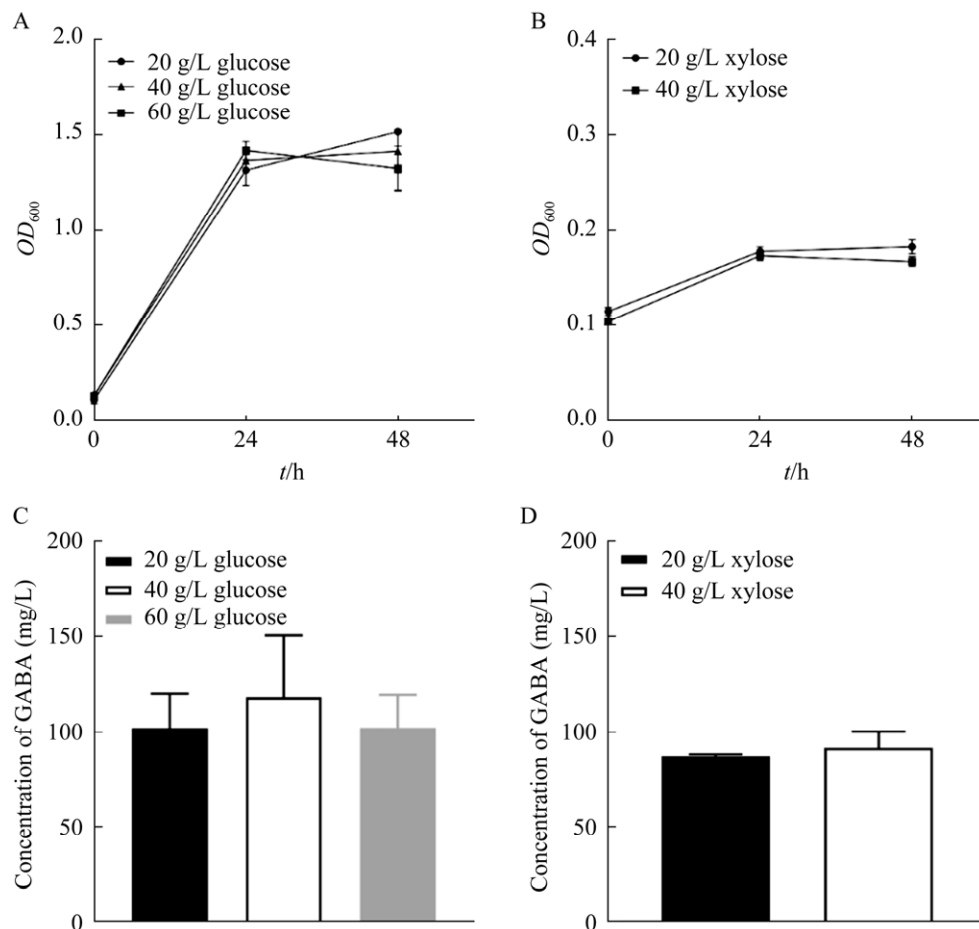 A
2.0
20 g/L glucose
40 g/L glucose
60 g/L glucose
1.5
1.0
0.5
0.0
OD600
0 24 48
t/h
B
0.4
20 g/L xylose
40 g/L xylose
0.3
0.2
0.1
0.0
OD600
0 24 48
t/h
C
200
20 g/L glucose
40 g/L glucose
60 g/L glucose
150
100
50
0
Concentration of GABA (mg/L)
D
200
20 g/L xylose
40 g/L xylose
150
100
50
0
Concentration of GABA (mg/L)